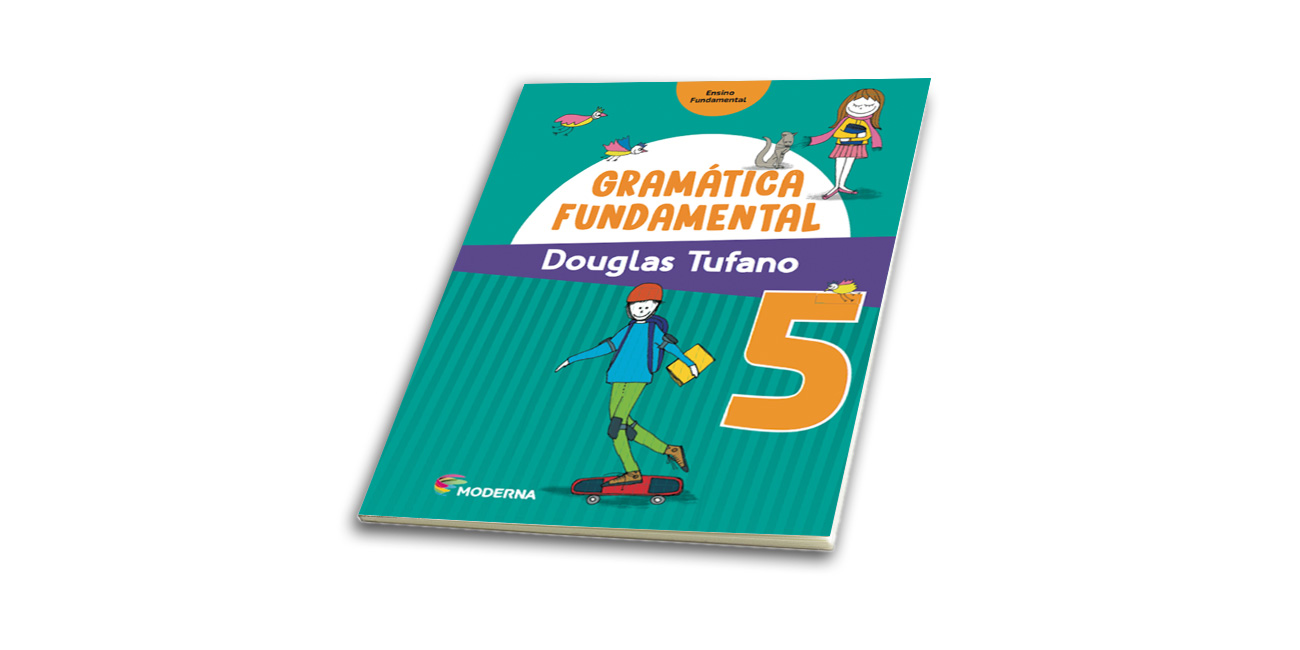 Ensino
Fundamental
GRAMÁTICA
FUNDAMENTAL
Douglas Tufano
5
MODERNA